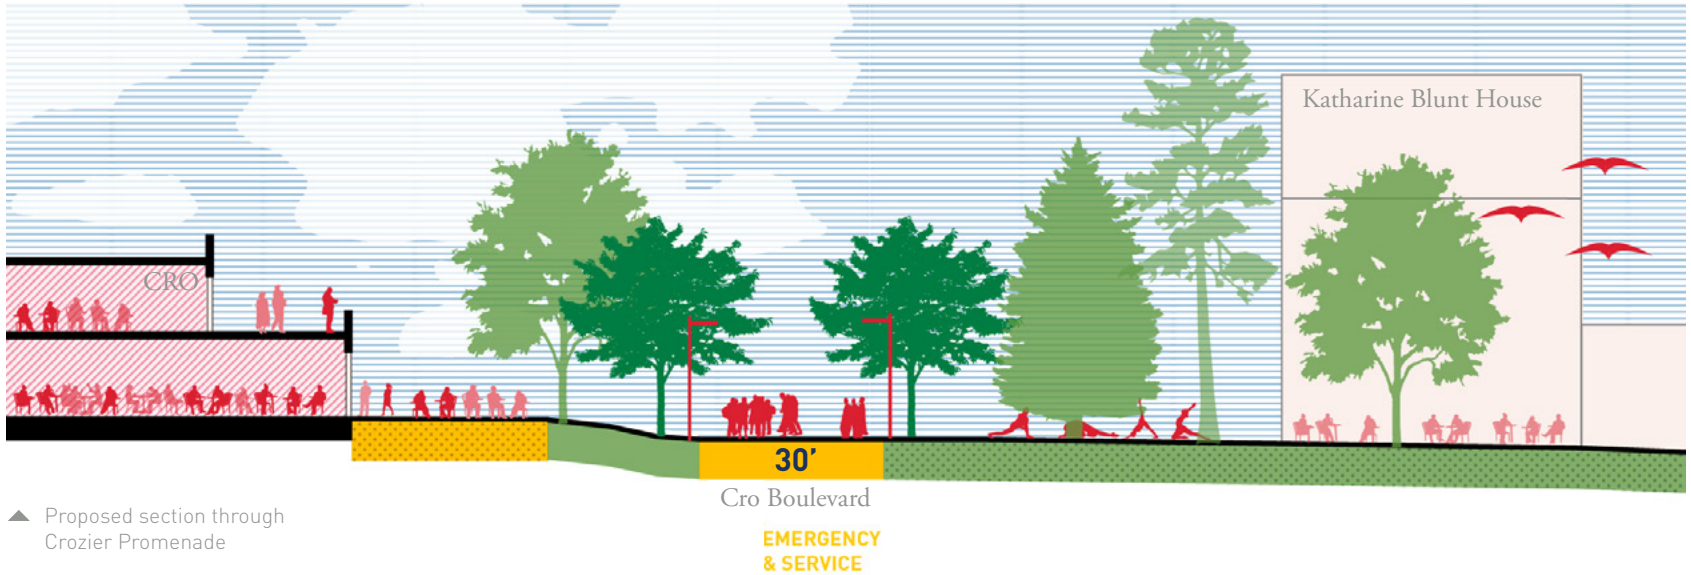 Katharine Blunt House
CRO
30’
Cro Boulevard
EMERGENCY
& SERVICE
Proposed section through
Crozier Promenade